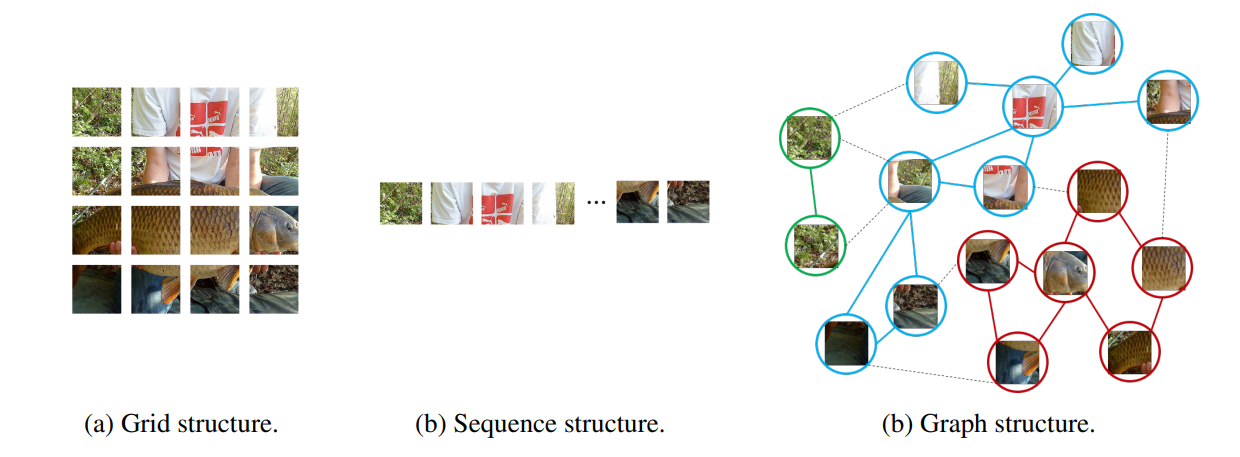 (a) Grid structure.
(b) Sequence structure.
(b) Graph structure.